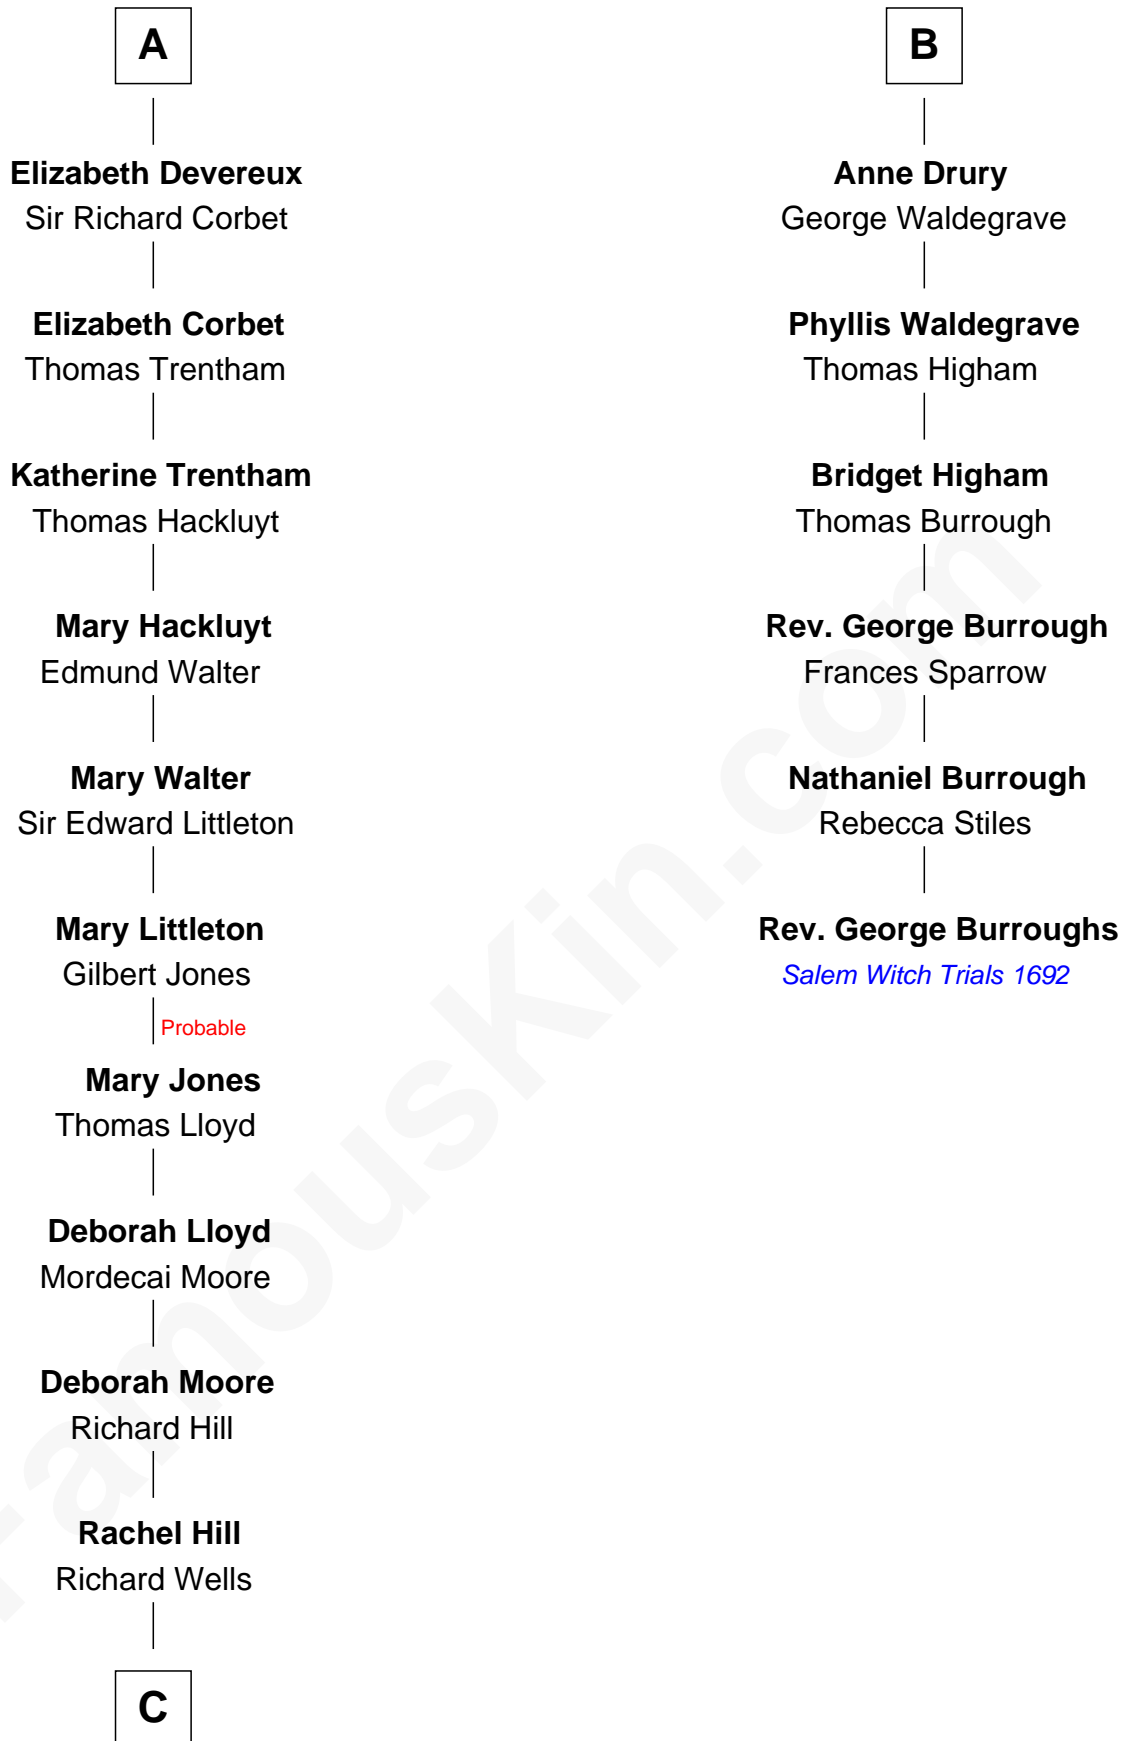 A
Elizabeth Devereux
Sir Richard Corbet
Elizabeth Corbet
Thomas Trentham
Katherine Trentham
Thomas Hackluyt
Mary Hackluyt
Edmund Walter
Mary Walter
Sir Edward Littleton
Mary Littleton
Gilbert Jones
Probable
Mary Jones
Thomas Lloyd
Deborah Lloyd
Mordecai Moore
Deborah Moore
Richard Hill
Rachel Hill
Richard Wells
C
B
Anne Drury
George Waldegrave
Phyllis Waldegrave
Thomas Higham
Bridget Higham
Thomas Burrough
Rev. George Burrough
Frances Sparrow
Nathaniel Burrough
Rebecca Stiles
Rev. George Burroughs
Salem Witch Trials 1692
FamousKin.com